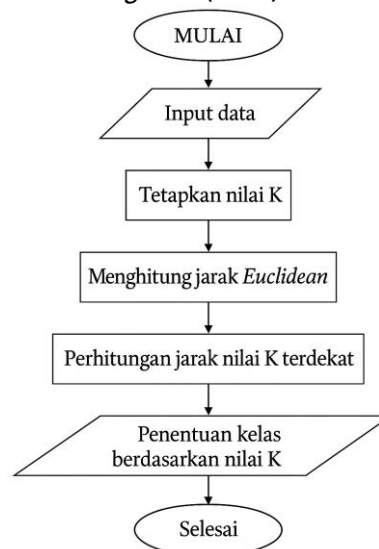 MULAI
Input data
Tetapkan nilai K
Menghitung jarak Euclidean
Perhitungan jarak nilai K terdekat
Penentuan kelas
berdasarkan nilai K
Selesai